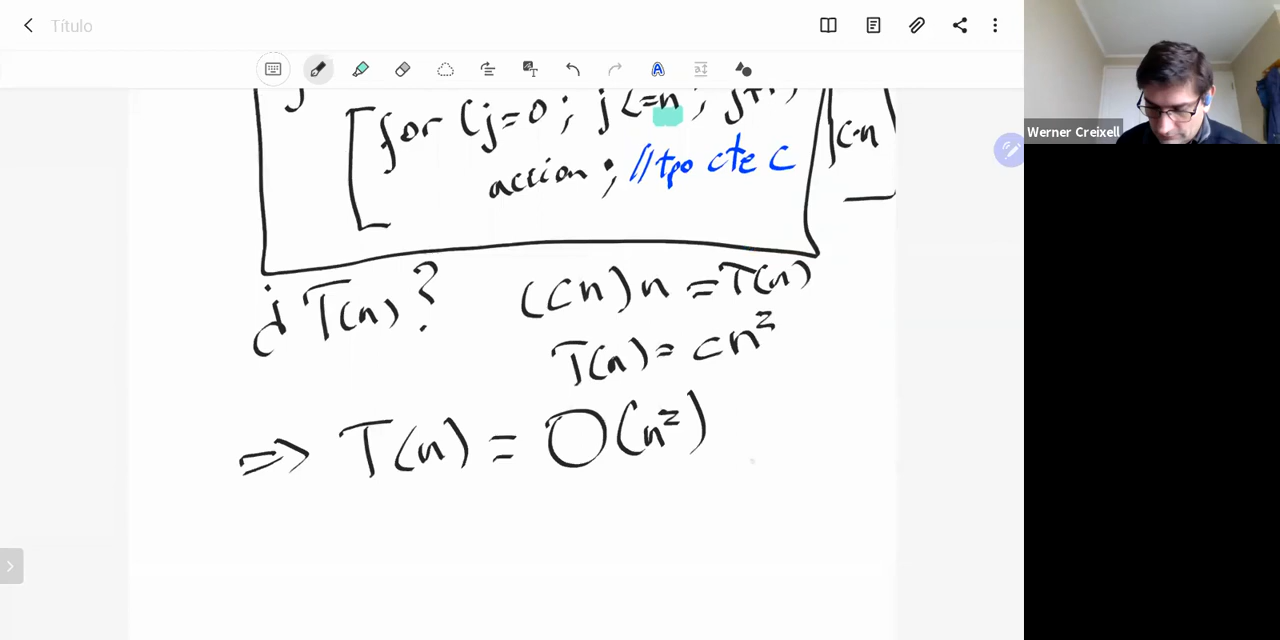 Título
for (j=0; j<=n; j++)
c·n
acción; //tpo cte C
¿T(n)? (Cn)n = T(n)
T(n) = cn²
=> T(n) = O(n²)
Werner Creixell